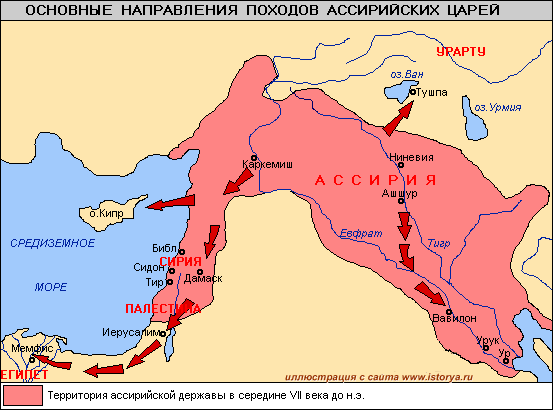 ОСНОВНЫЕ НАПРАВЛЕНИЯ ПОХОДОВ АССИРИЙСКИХ ЦАРЕЙ
УРАРТУ
оз.Ван
Тушпа
оз.Урмия
Каркемиш
Ниневия
АССИРИЯ
Ашшур
о.Кипр
Евфрат
Тигр
СРЕДИЗЕМНОЕ
МОРЕ
Библ
СИРИЯ
Сидон
Дамаск
Тир
ПАЛЕСТИНА
Вавилон
Иерусалим
Урук
Ур
Мемфис
ЕГИПЕТ
иллюстрация с сайта www.istorya.ru
Территория ассирийской державы в середине VII века до н.э.